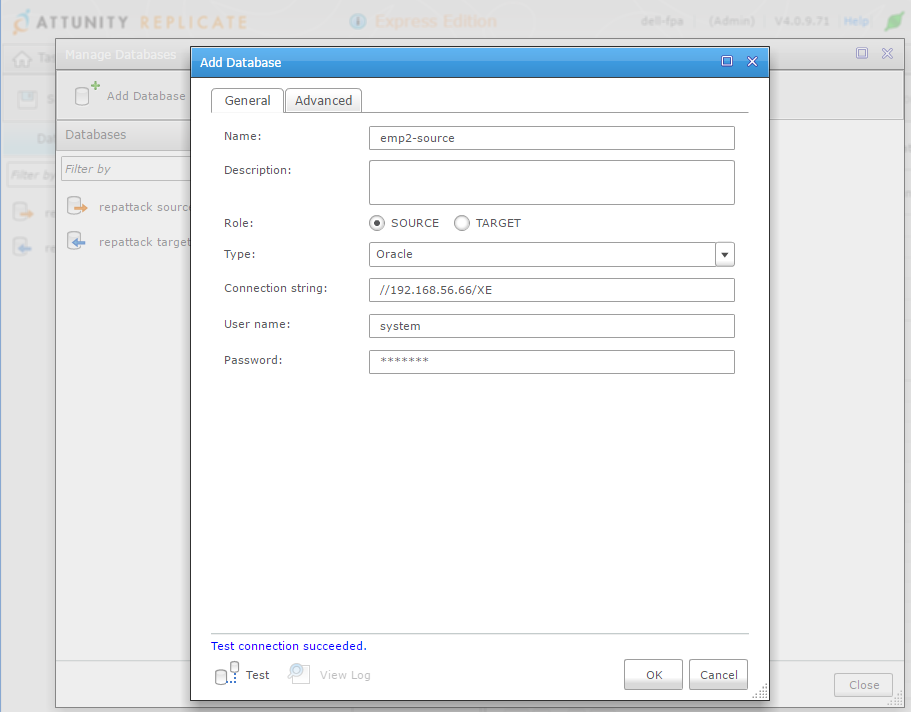 ATTUNITY REPLICATE
Express Edition
dell-fpa (Admin) V4.0.9.71 Help
Manage Databases
Add Database
Databases
Filter by
Filter by
repattack source
repattack target
Add Database
General Advanced
Name: emp2-source
Description:
Role: SOURCE TARGET
Type: Oracle
Connection string: //192.168.56.66/XE
User name: system
Password: *******
Test connection succeeded.
Test View Log OK Cancel
Close